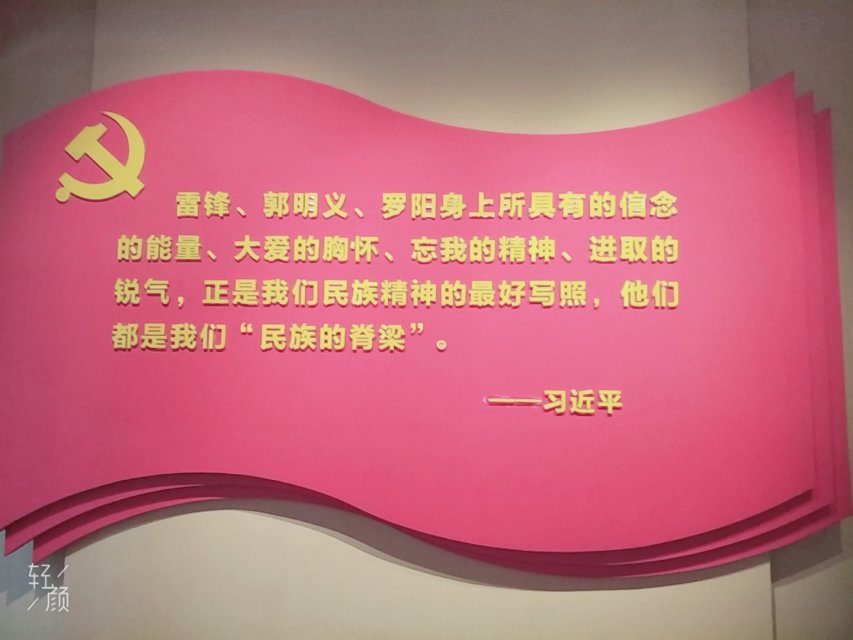 雷锋、郭明义、罗阳身上所具有的信念
的能量、大爱的胸怀、忘我的精神、进取的
锐气，正是我们民族精神的最好写照，他们
都是我们“民族的脊梁”。
——习近平
轻
颜